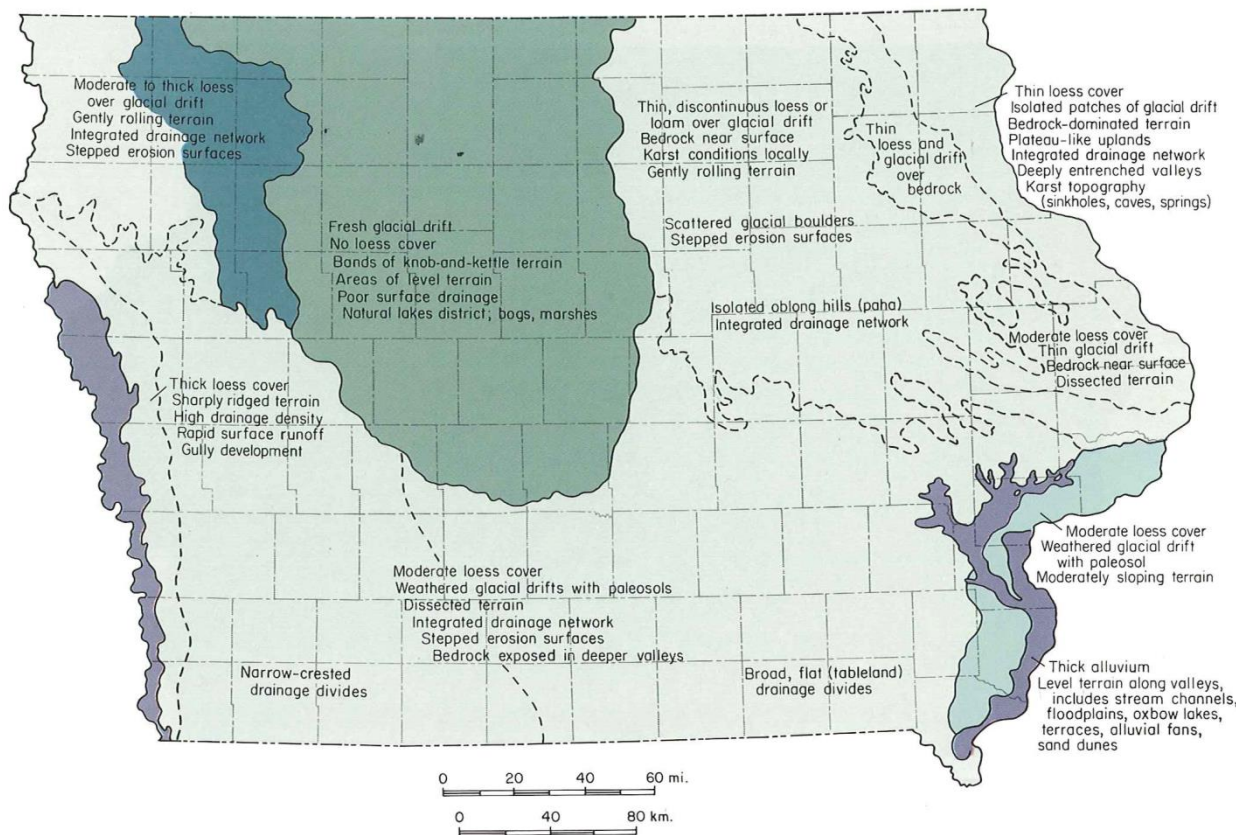 Moderate to thick loess
over glacial drift
Gently rolling terrain
Integrated drainage network
Stepped erosion surfaces
Fresh glacial drift
No loess cover
Bands of knob-and-kettle terrain
Areas of level terrain
Poor surface drainage
Natural lakes district; bogs, marshes
Thin, discontinuous loess or
loam over glacial drift
Bedrock near surface
Karst conditions locally
Gently rolling terrain
Scattered glacial boulders
Stepped erosion surfaces
Isolated oblong hills (paha)
Integrated drainage network
Thin
loess and
glacial drift
over
bedrock
Thin loess cover
Isolated patches of glacial drift
Bedrock-dominated terrain
Plateau-like uplands
Integrated drainage network
Deeply entrenched valleys
Karst topography
(sinkholes, caves, springs)
Moderate loess cover
Thin glacial drift
Bedrock near surface
Dissected terrain
Thick loess cover
Sharply ridged terrain
High drainage density
Rapid surface runoff
Gully development
Moderate loess cover
Weathered glacial drifts with paleosols
Dissected terrain
Integrated drainage network
Stepped erosion surfaces
Bedrock exposed in deeper valleys
Narrow-crested
drainage divides
Broad, flat (tableland)
drainage divides
Moderate loess cover
Weathered glacial drift
with paleosol
Moderately sloping terrain
Thick alluvium
Level terrain along valleys,
includes stream channels,
floodplains, oxbow lakes,
terraces, alluvial fans,
sand dunes
0 20 40 60 mi.
0 40 80 km.